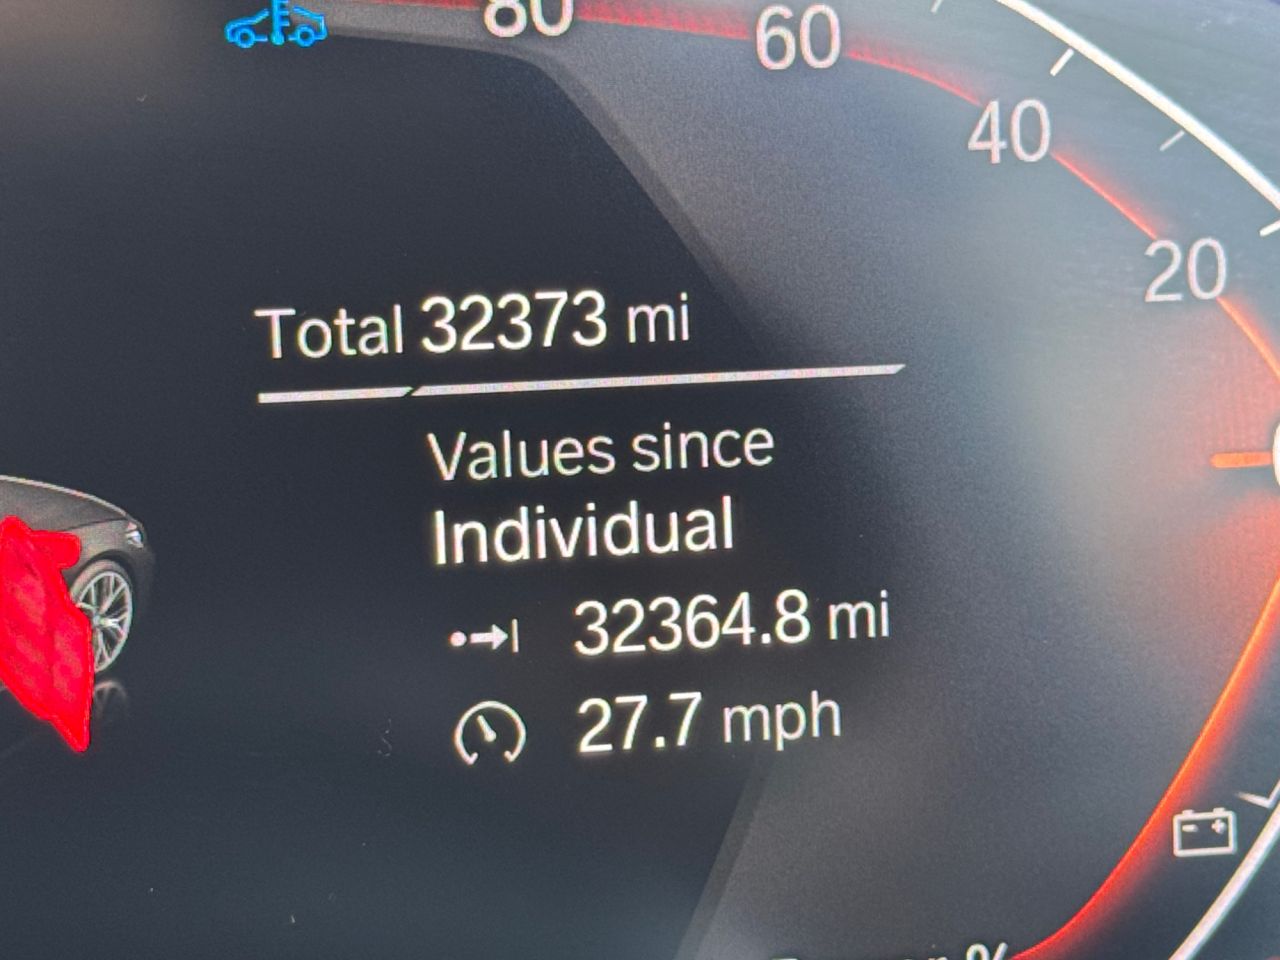 80
60
40
20
Total 32373 mi
Values since
Individual
32364.8 mi
27.7 mph
%